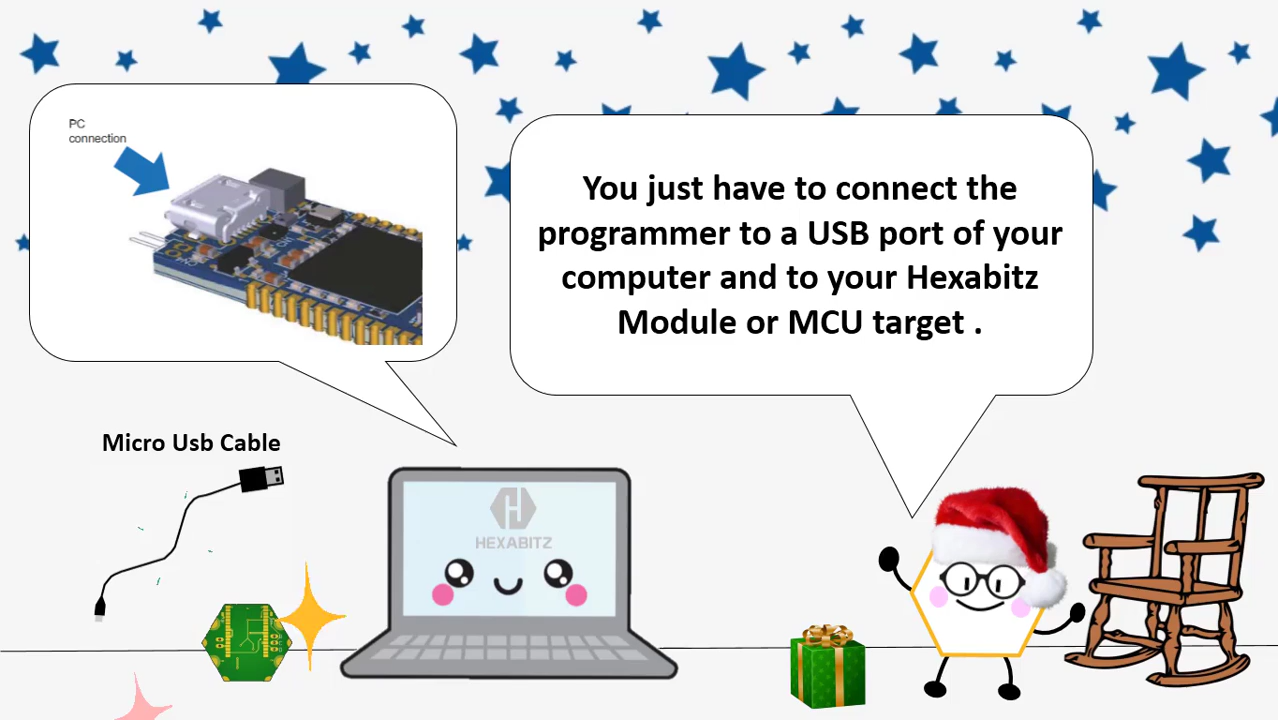 PC
connection
You just have to connect the
programmer to a USB port of your
computer and to your Hexabitz
Module or MCU target .
Micro Usb Cable
HEXABITZ